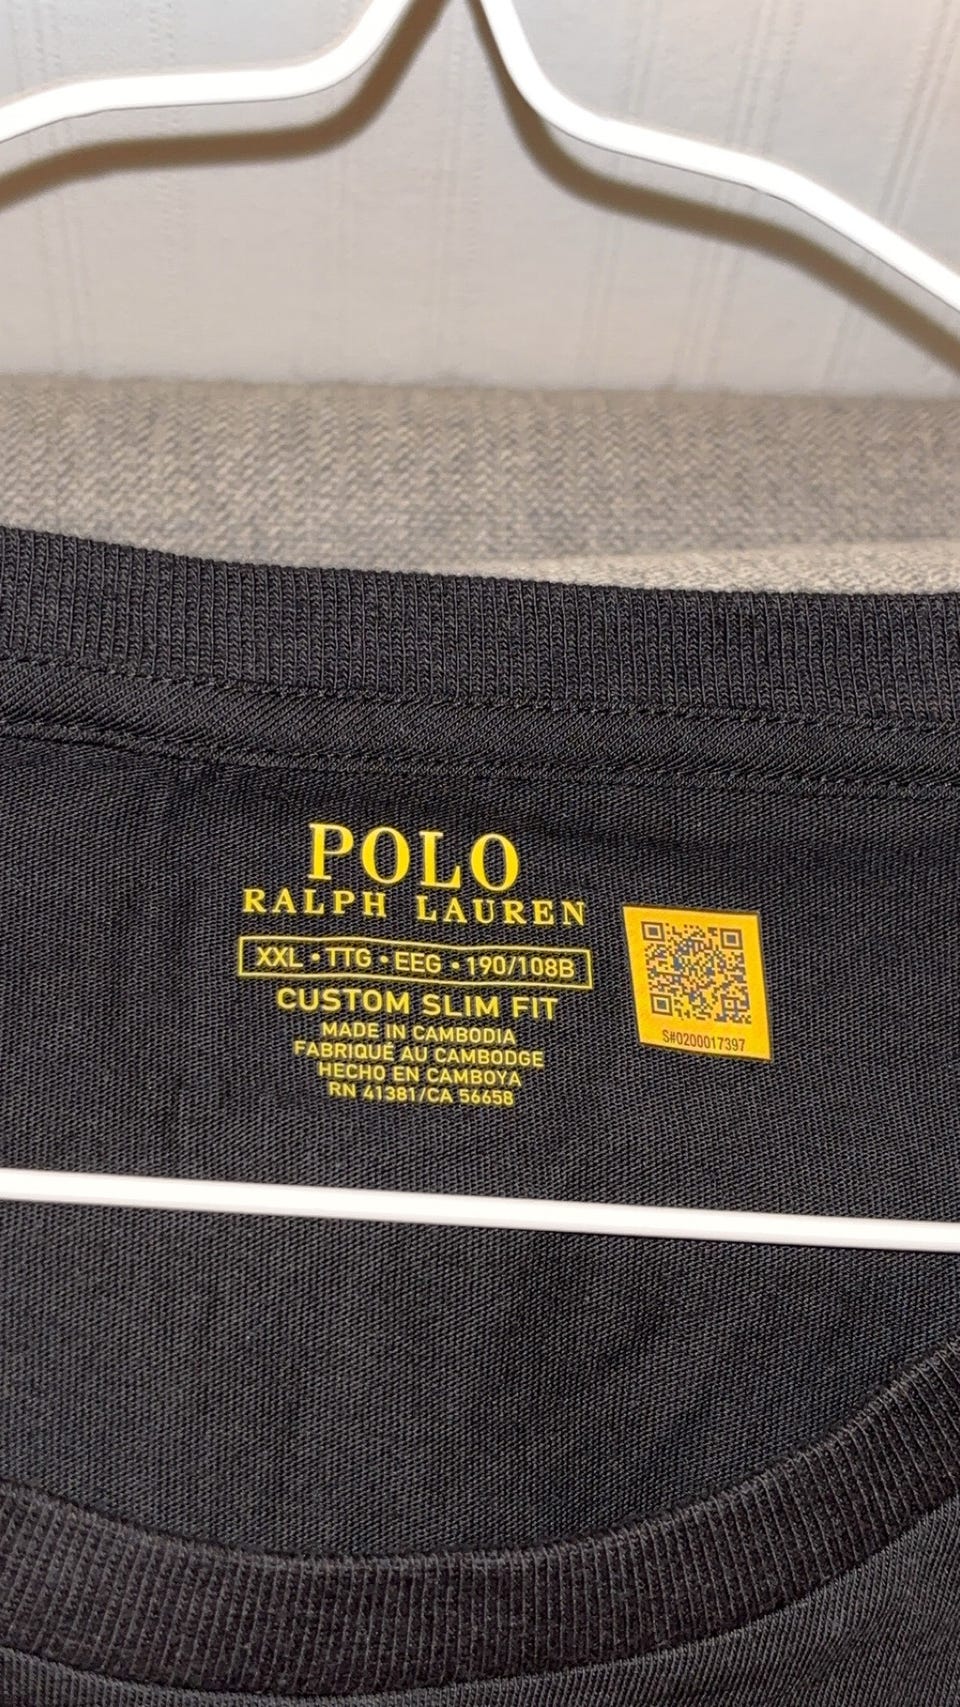 POLO
RALPH LAUREN
XXL • TTG • EEG • 190/108B
CUSTOM SLIM FIT
MADE IN CAMBODIA
FABRIQUÉ AU CAMBODGE
HECHO EN CAMBOYA
RN 41381/CA 56658
S#0200017397